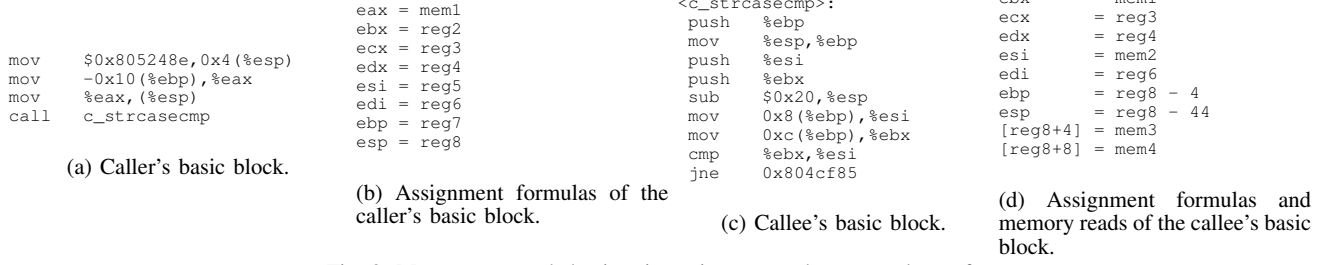 mov $0x805248e,0x4(%esp)
mov -0x10(%ebp),%eax
mov %eax,(%esp)
call c_strcasecmp
(a) Caller's basic block.
eax = mem1
ebx = reg2
ecx = reg3
edx = reg4
esi = reg5
edi = reg6
ebp = reg7
esp = reg8
(b) Assignment formulas of the
caller's basic block.
<c_strcasecmp>:
push %ebp
mov %esp,%ebp
push %esi
push %ebx
sub $0x20,%esp
mov 0x8(%ebp),%esi
mov 0xc(%ebp),%ebx
cmp %ebx,%esi
jne 0x804cf85
(c) Callee's basic block.
ecx = reg3
edx = reg4
esi = mem2
edi = reg6
ebp = reg8 - 4
esp = reg8 - 44
[reg8+4] = mem3
[reg8+8] = mem4
(d) Assignment formulas and
memory reads of the callee's basic
block.